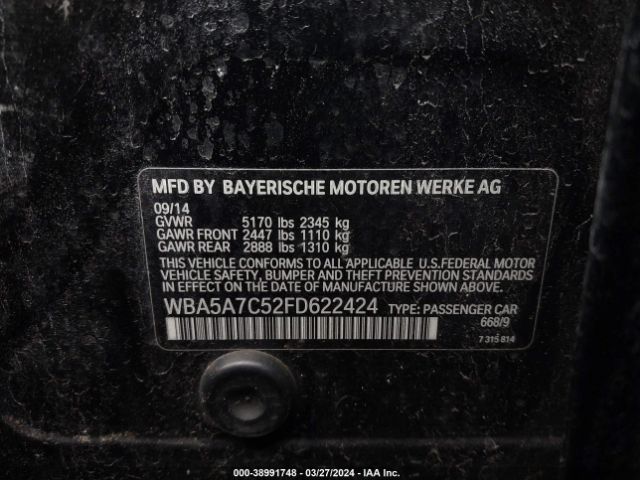 MFD BY BAYERISCHE MOTOREN WERKE AG
09/14
GVWR 5170 lbs 2345 kg
GAWR FRONT 2447 lbs 1110 kg
GAWR REAR 2888 lbs 1310 kg
THIS VEHICLE CONFORMS TO ALL APPLICABLE U.S.FEDERAL MOTOR
VEHICLE SAFETY, BUMPER AND THEFT PREVENTION STANDARDS
IN EFFECT ON THE DATE OF MANUFACTURE SHOWN ABOVE.
WBA5A7C52FD622424 TYPE: PASSENGER CAR
668/9
7 315 814
000-38991748 - 03/27/2024 - IAA Inc.